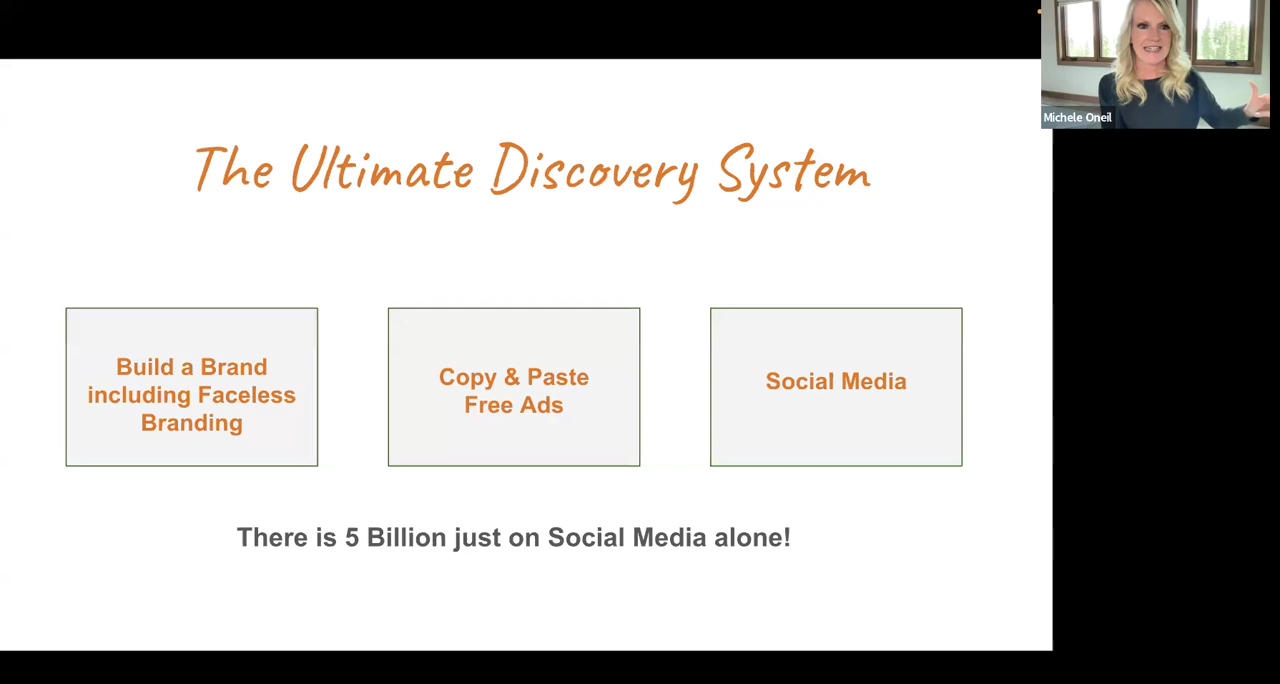 Michele Oneil
The Ultimate Discovery System
Build a Brand
including Faceless
Branding
Copy & Paste
Free Ads
Social Media
There is 5 Billion just on Social Media alone!